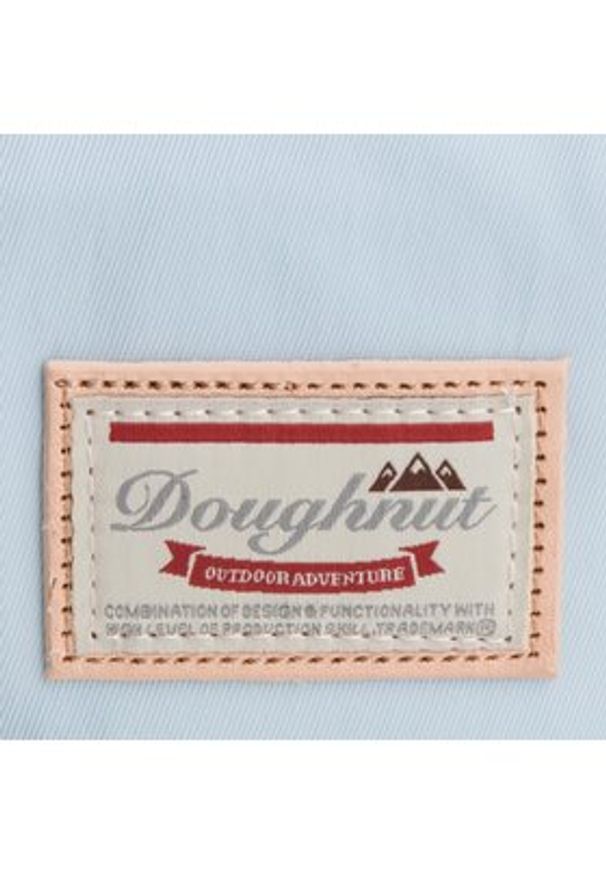 Doughnut
OUTDOOR ADVENTURE
COMBINATION OF DESIGN & FUNCTIONALITY WITH
HIGH LEVEL OF PRODUCTION SKILL.TRADEMARK®